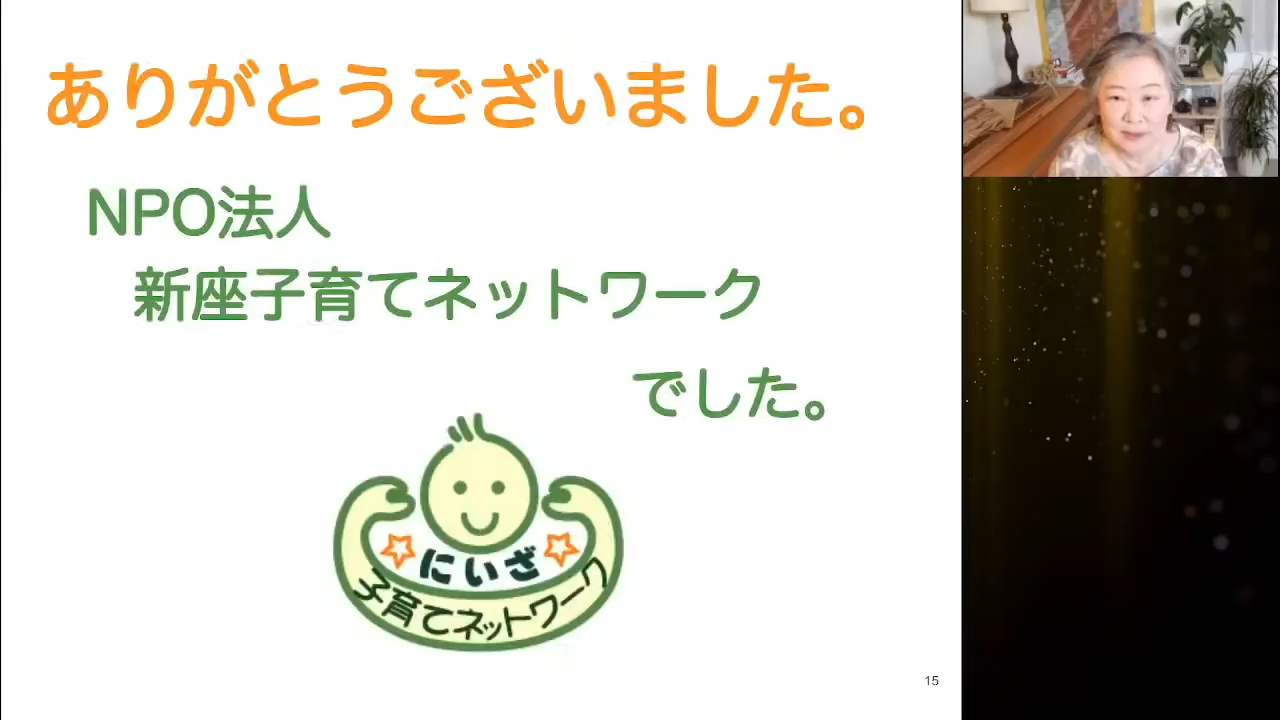 ありがとうございました。
NPO法人
新座子育てネットワーク
でした。
にいざ
子育てネットワーク
15